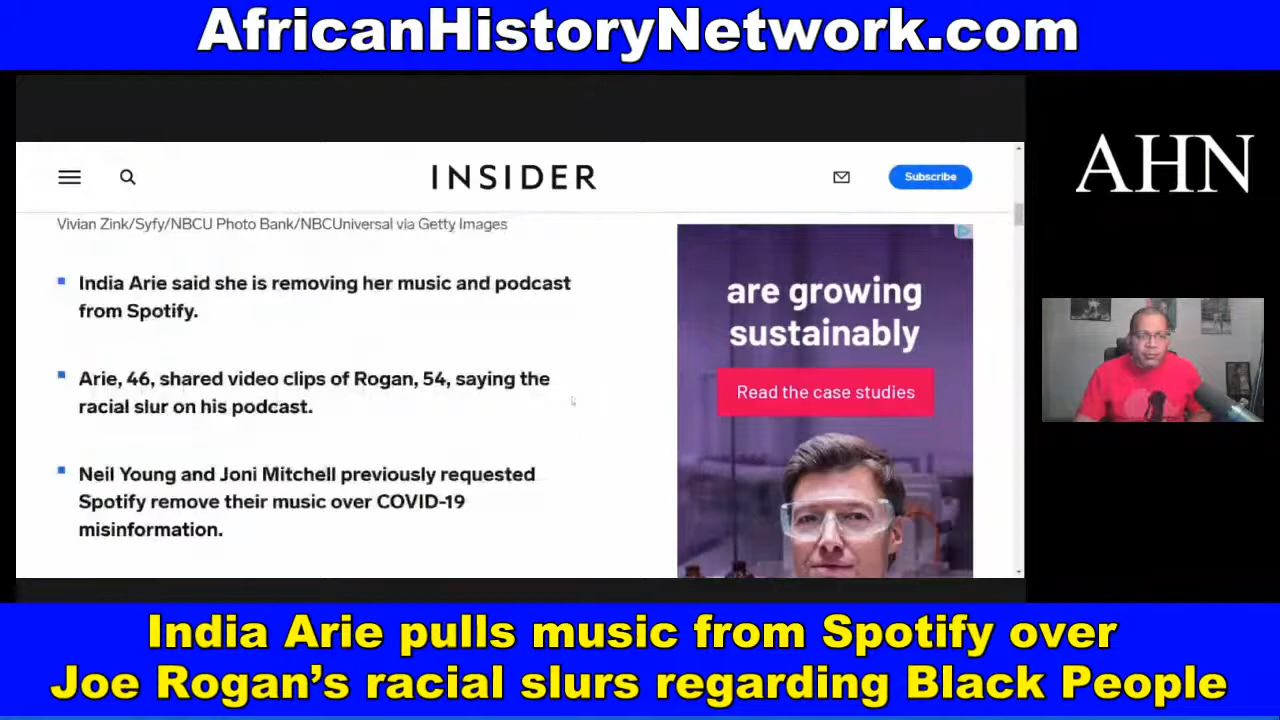 AfricanHistoryNetwork.com
INSIDER
Subscribe
AHN
Vivian Zink/Syfy/NBCU Photo Bank/NBCUniversal via Getty Images
India Arie said she is removing her music and podcast
from Spotify.
Arie, 46, shared video clips of Rogan, 54, saying the
racial slur on his podcast.
Neil Young and Joni Mitchell previously requested
Spotify remove their music over COVID-19
misinformation.
are growing
sustainably
Read the case studies
India Arie pulls music from Spotify over
Joe Rogan’s racial slurs regarding Black People